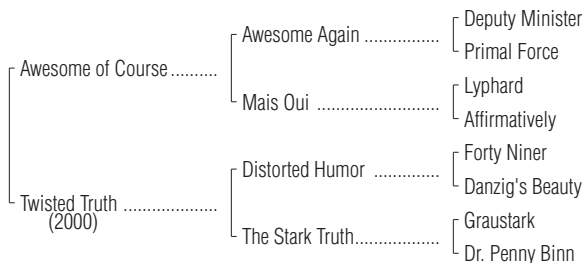 Deputy Minister
Awesome Again ................
Primal Force
Awesome of Course ..........
Lyphard
Mais Oui ..........................
Affirmatively
Forty Niner
Distorted Humor ..............
Danzig's Beauty
Twisted Truth ....................
(2000)
Graustark
The Stark Truth..................
Dr. Penny Binn